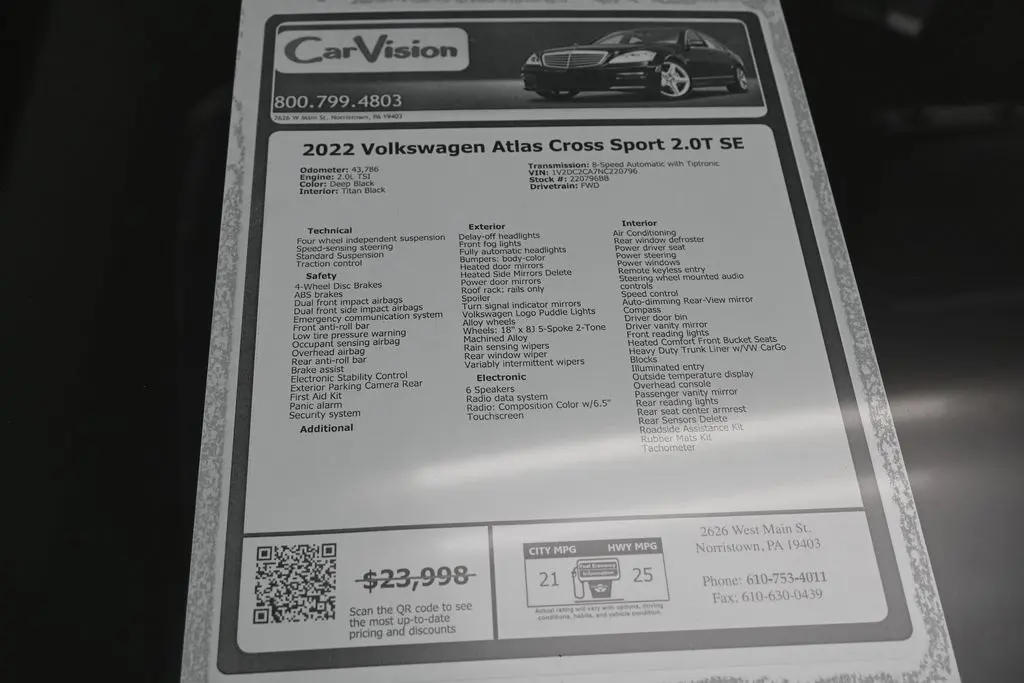 CarVision
800.799.4803
2626 W Main St. Norristown, PA 19403
2022 Volkswagen Atlas Cross Sport 2.0T SE
Odometer: 43,786
Engine: 2.0L TSI
Color: Deep Black
Interior: Titan Black
Transmission: 8-Speed Automatic with Tiptronic
VIN: 1V2DC2CA7NC220796
Stock #: 220796BB
Drivetrain: FWD
Technical
Four wheel independent suspension
Speed-sensing steering
Standard Suspension
Traction control
Safety
4-Wheel Disc Brakes
ABS brakes
Dual front impact airbags
Dual front side impact airbags
Emergency communication system
Front anti-roll bar
Low tire pressure warning
Occupant sensing airbag
Overhead airbag
Rear anti-roll bar
Brake assist
Electronic Stability Control
Exterior Parking Camera Rear
First Aid Kit
Panic alarm
Security system
Additional
Exterior
Delay-off headlights
Front fog lights
Fully automatic headlights
Bumpers: body-color
Heated door mirrors
Heated Side Mirrors Delete
Power door mirrors
Roof rack: rails only
Spoiler
Turn signal indicator mirrors
Volkswagen Logo Puddle Lights
Alloy wheels
Wheels: 18" x 8J 5-Spoke 2-Tone
Machined Alloy
Rain sensing wipers
Rear window wiper
Variably intermittent wipers
Electronic
6 Speakers
Radio data system
Radio: Composition Color w/6.5"
Touchscreen
Interior
Air Conditioning
Rear window defroster
Power driver seat
Power steering
Power windows
Remote keyless entry
Steering wheel mounted audio
controls
Speed control
Auto-dimming Rear-View mirror
Compass
Driver door bin
Driver vanity mirror
Front reading lights
Heated Comfort Front Bucket Seats
Heavy Duty Trunk Liner w/VW CarGo
Blocks
Illuminated entry
Outside temperature display
Overhead console
Passenger vanity mirror
Rear reading lights
Rear seat center armrest
Rear Sensors Delete
Roadside Assistance Kit
Rubber Mats Kit
Tachometer
$23,998
Scan the QR code to see
the most up-to-date
pricing and discounts
CITY MPG
HWY MPG
21
Fuel Economy
Information
25
Actual rating will vary with options, driving
conditions, habits, and vehicle condition.
2626 West Main St.
Norristown, PA 19403
Phone: 610-753-4011
Fax: 610-630-0439